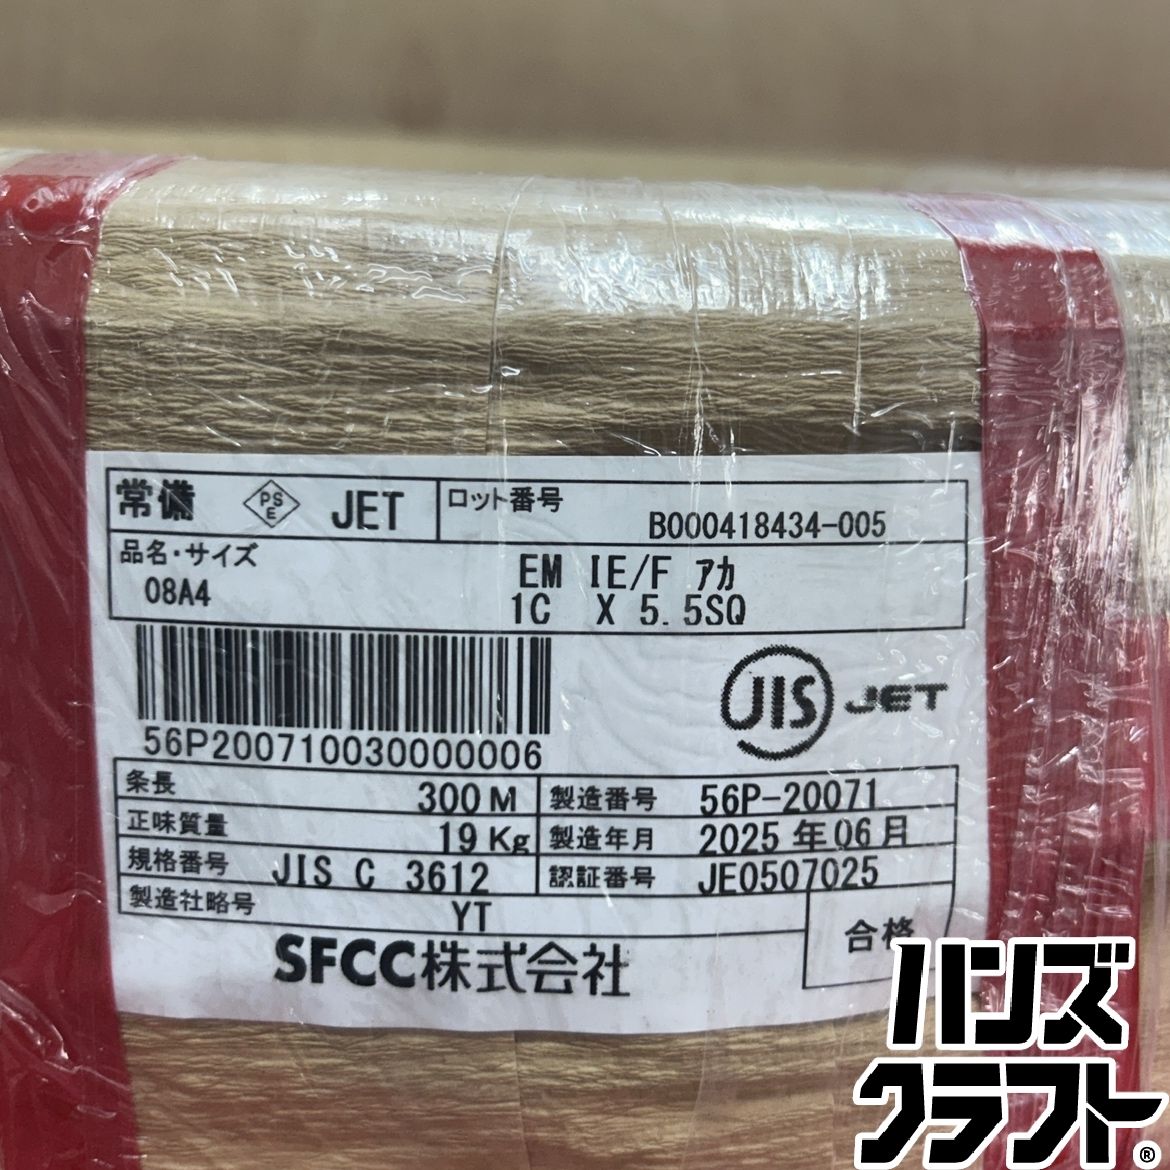 常備 PSE JET ロット番号 B000418434-005
品名・サイズ EM IE/F アカ
08A4 1C X 5.5SQ
56P200710030000006
JIS JET
条長 300 M 製造番号 56P-20071
正味質量 19 Kg 製造年月 2025 年 06 月
規格番号 JIS C 3612 認証番号 JE0507025
製造社略号 YT
合格
SFCC株式会社
ハンズ
クラフト®